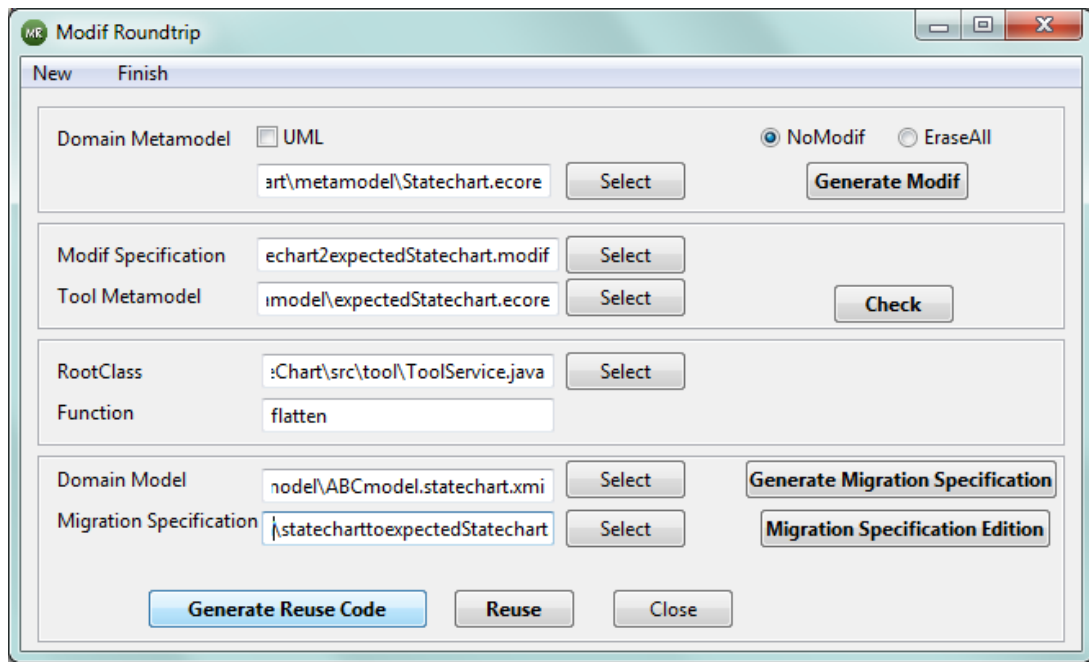 MR Modif Roundtrip
New Finish
Domain Metamodel UML NoModif EraseAll
art\metamodel\Statechart.ecore Select Generate Modif
Modif Specification echart2expectedStatechart.modif Select
Tool Metamodel amodel\expectedStatechart.ecore Select Check
RootClass eChart\src\tool\ToolService.java Select
Function flatten
Domain Model nodel\ABCmodel.statechart.xmi Select Generate Migration Specification
Migration Specification \statecharttoexpectedStatechart Select Migration Specification Edition
Generate Reuse Code Reuse Close